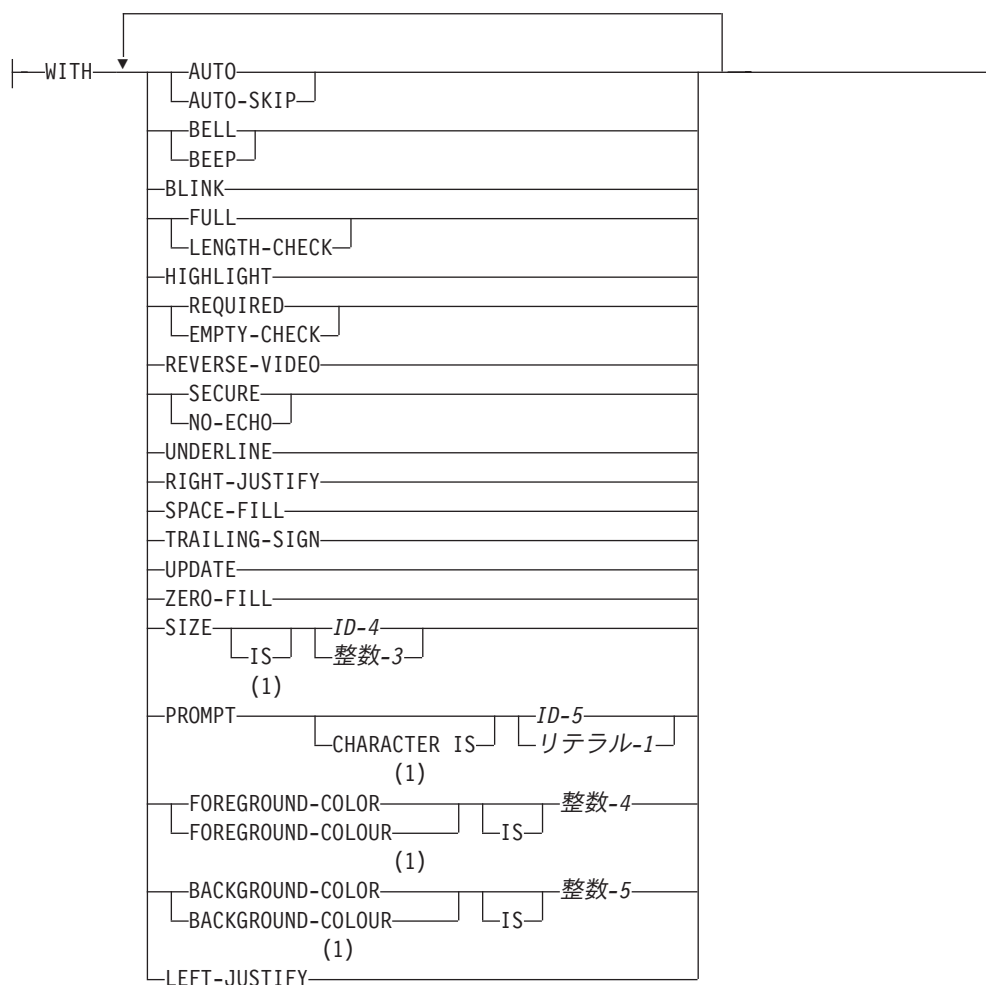 WITH AUTO
AUTO-SKIP
BELL
BEEP
BLINK
FULL
LENGTH-CHECK
HIGHLIGHT
REQUIRED
EMPTY-CHECK
REVERSE-VIDEO
SECURE
NO-ECHO
UNDERLINE
RIGHT-JUSTIFY
SPACE-FILL
TRAILING-SIGN
UPDATE
ZERO-FILL
SIZE ID-4
IS 整数-3
(1)
PROMPT ID-5
CHARACTER IS リテラル-1
(1)
FOREGROUND-COLOR 整数-4
FOREGROUND-COLOUR IS
(1)
BACKGROUND-COLOR 整数-5
BACKGROUND-COLOUR IS
(1)
LEFT-JUSTIFY